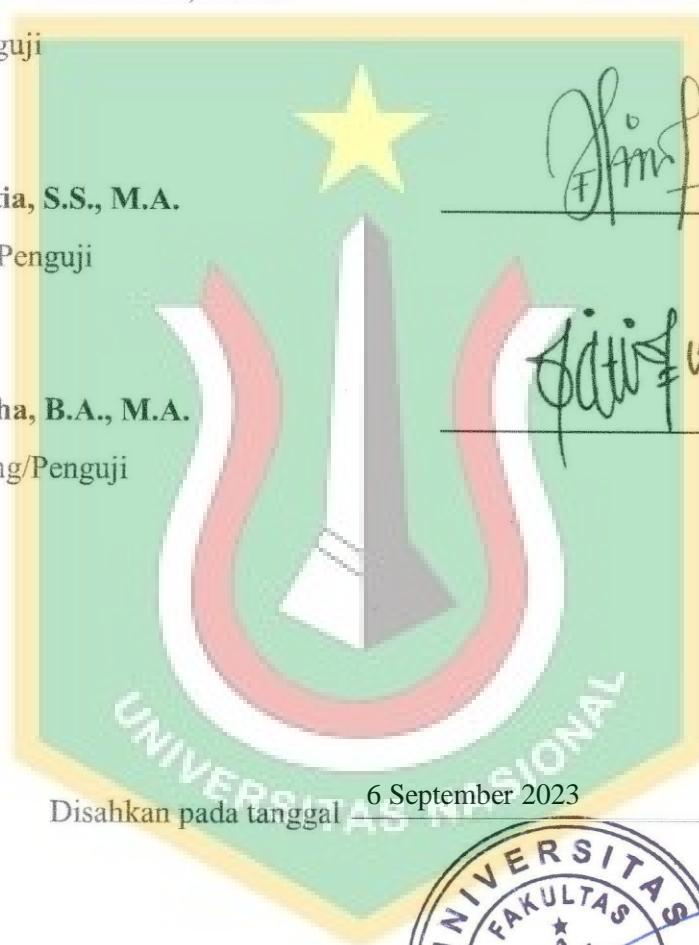 guji
tia, S.S., M.A.
Penguji
ha, B.A., M.A.
ng/Penguji
UNIVERSITAS NASIONAL
Disahkan pada tanggal 6 September 2023
UNIVERSITAS
FAKULTAS